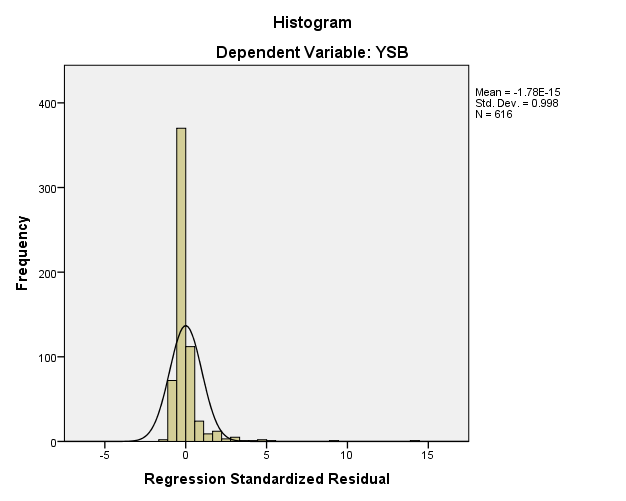 Histogram
Dependent Variable: YSB
Mean = -1.78E-15
Std. Dev. = 0.998
N = 616
400
300
200
100
0
Frequency
-5 0 5 10 15
Regression Standardized Residual